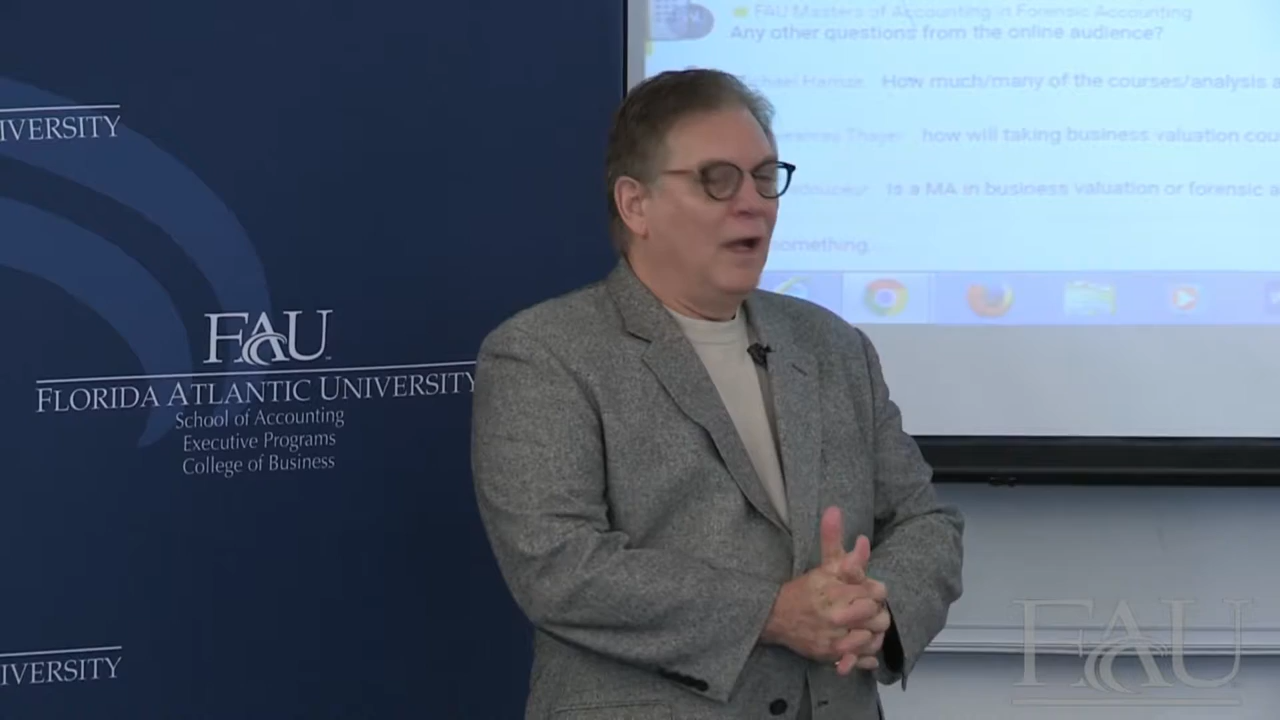 IVERSITY
FAU
FLORIDA ATLANTIC UNIVERSITY
School of Accounting
Executive Programs
College of Business
IVERSITY
FAU Masters of Accounting in Forensic Accounting
Any other questions from the online audience?
How much/many of the courses/analysis a
Thayer how will taking business valuation cou
Is a MA in business valuation or forensic a
something...
FAU